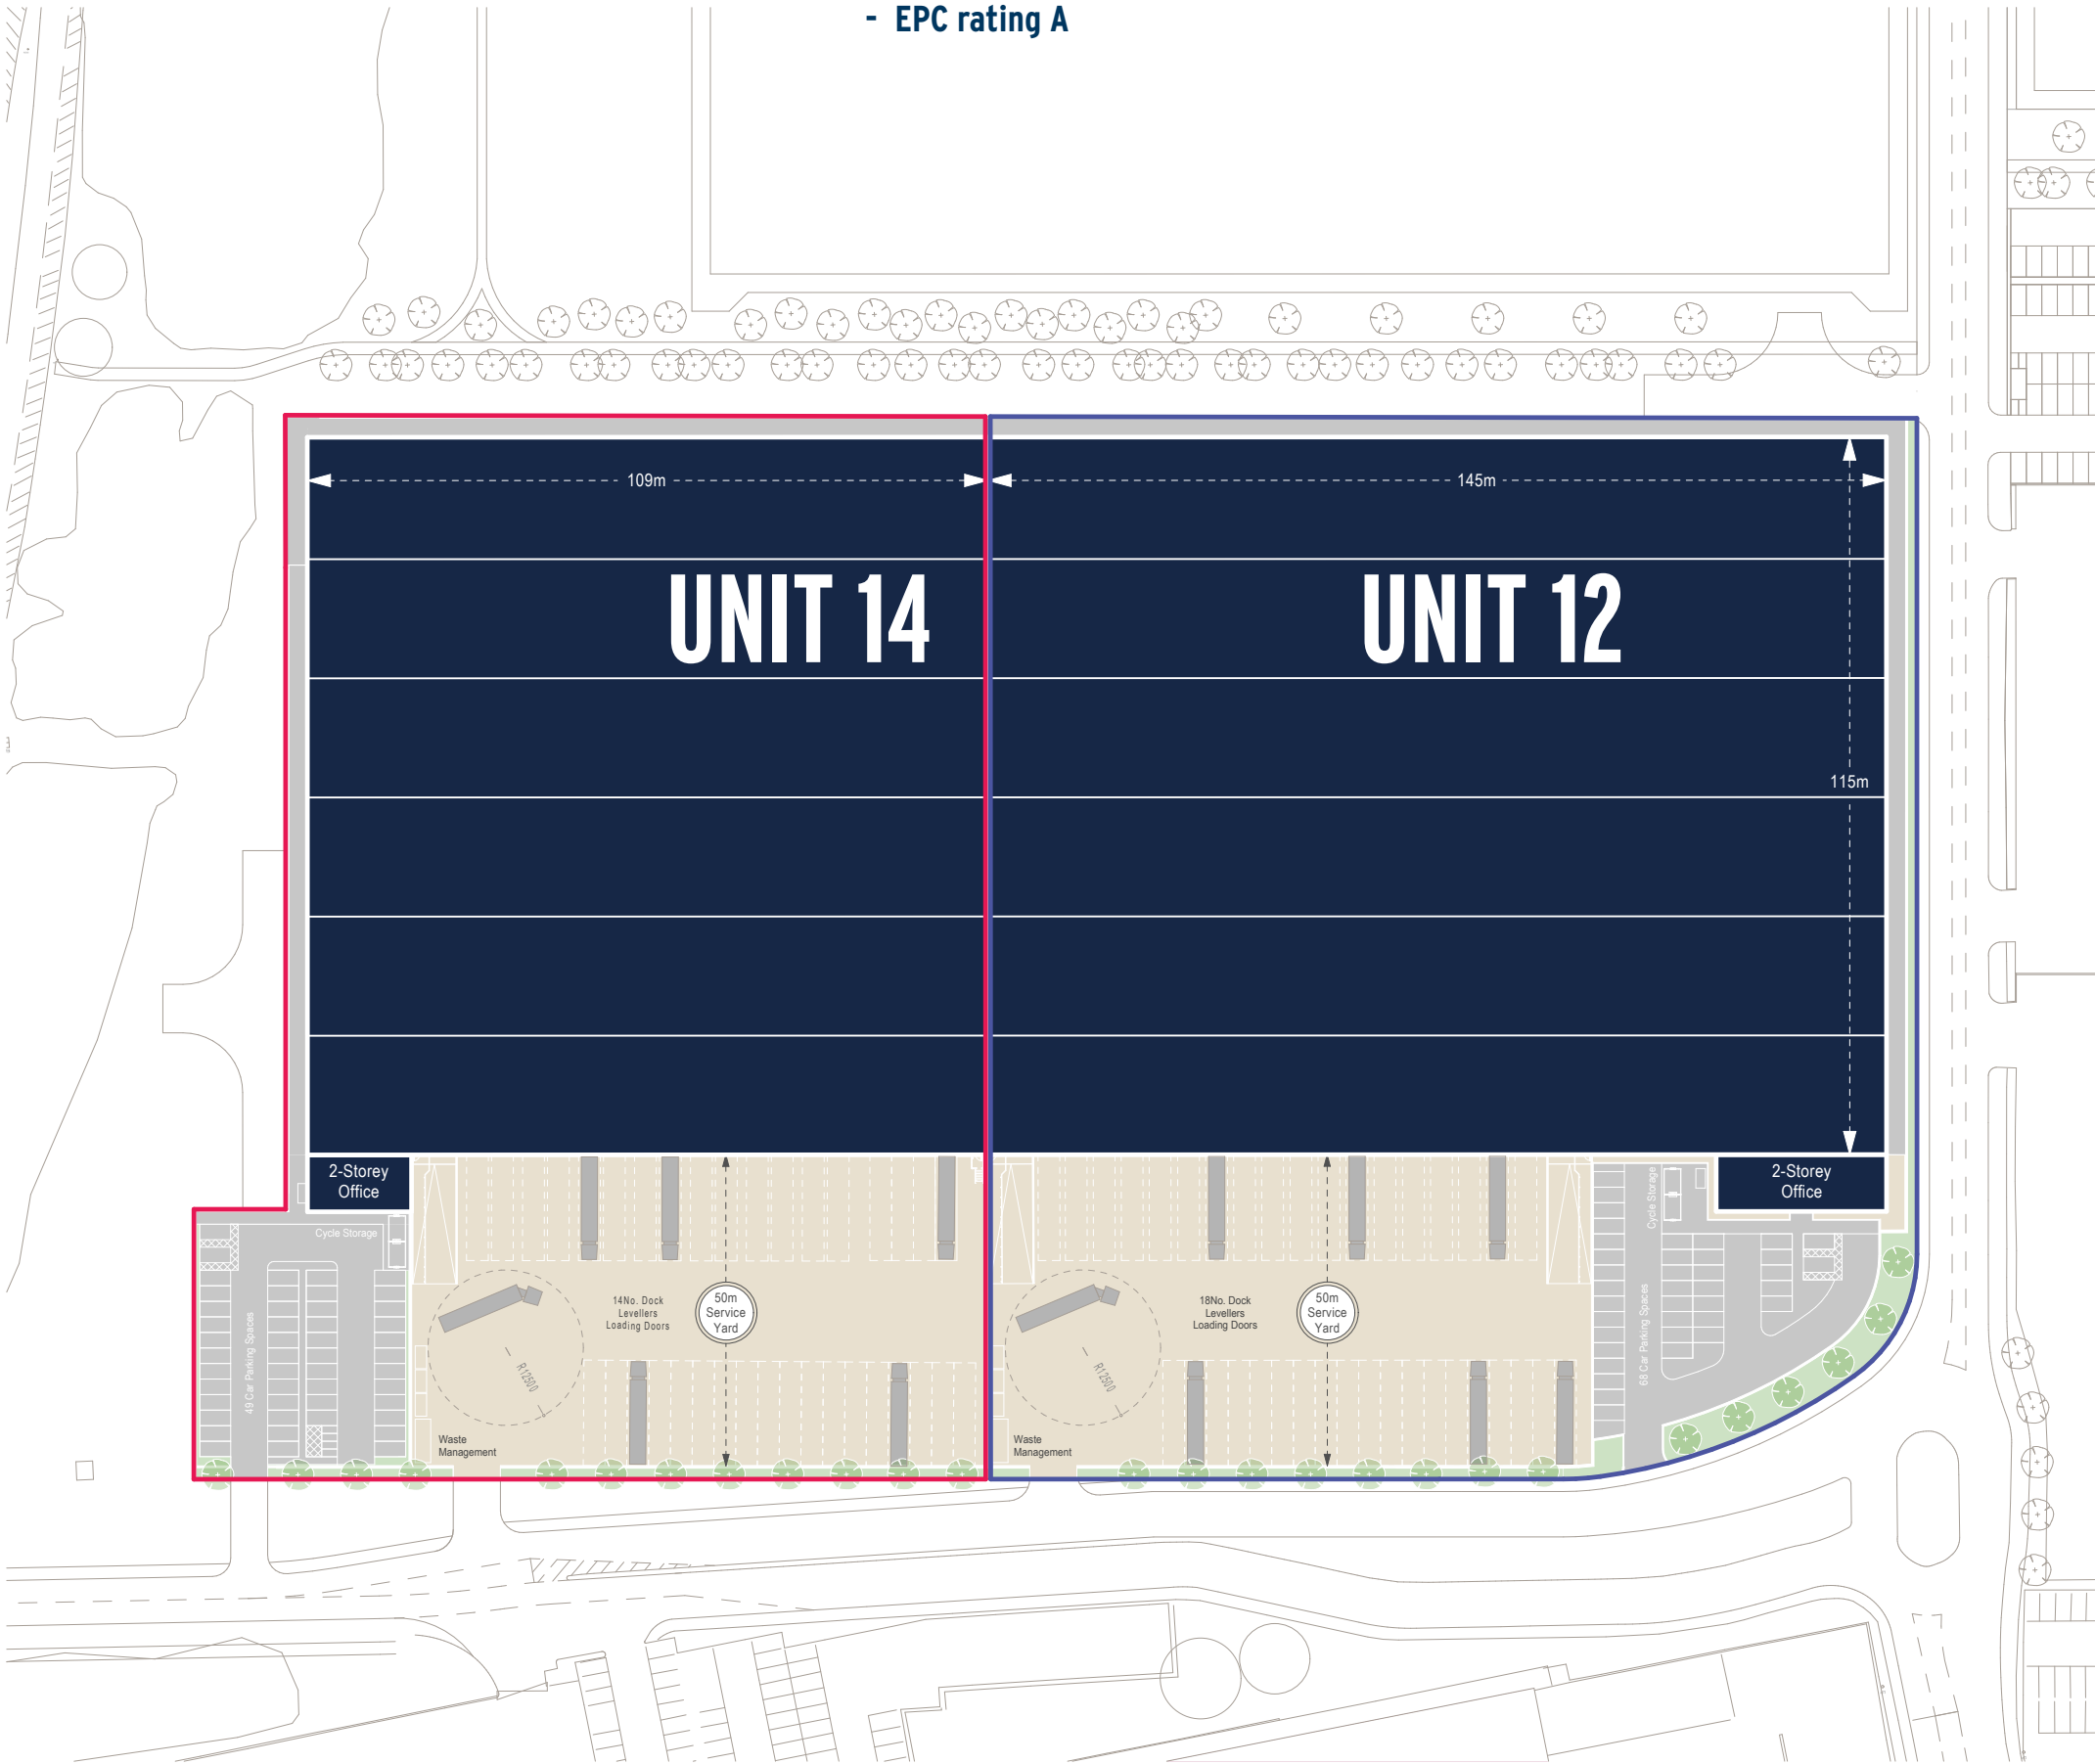 - EPC rating A
109m
145m
UNIT 14
UNIT 12
115m
2-Storey
Office
2-Storey
Office
Cycle Storage
Cycle Storage
49 Car Parking Spaces
14No. Dock
Levellers
Loading Doors
50m
Service
Yard
18No. Dock
Levellers
Loading Doors
50m
Service
Yard
68 Car Parking Spaces
R12500
R12500
Waste
Management
Waste
Management